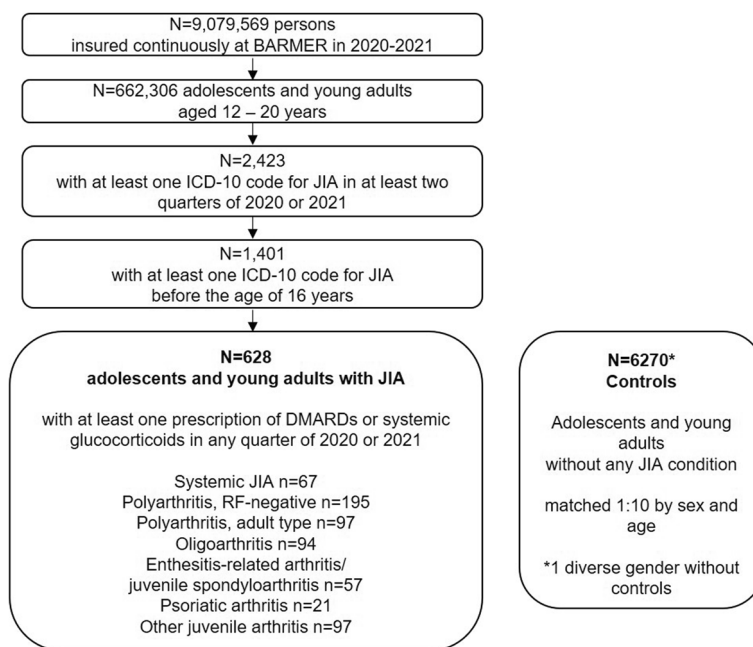 N=9,079,569 persons
insured continuously at BARMER in 2020-2021
N=662,306 adolescents and young adults
aged 12 – 20 years
N=2,423
with at least one ICD-10 code for JIA in at least two
quarters of 2020 or 2021
N=1,401
with at least one ICD-10 code for JIA
before the age of 16 years
N=628
adolescents and young adults with JIA
with at least one prescription of DMARDs or systemic
glucocorticoids in any quarter of 2020 or 2021
Systemic JIA n=67
Polyarthritis, RF-negative n=195
Polyarthritis, adult type n=97
Oligoarthritis n=94
Enthesitis-related arthritis/
juvenile spondyloarthritis n=57
Psoriatic arthritis n=21
Other juvenile arthritis n=97
N=6270*
Controls
Adolescents and young
adults
without any JIA condition
matched 1:10 by sex and
age
*1 diverse gender without
controls